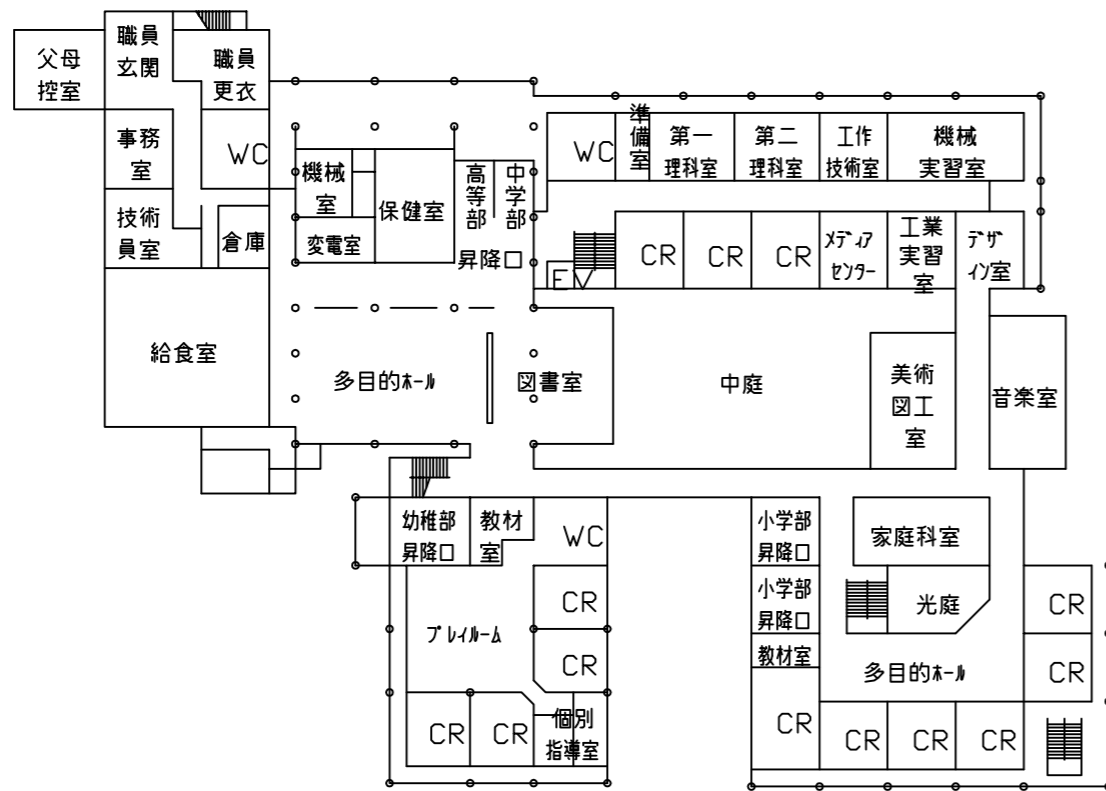 職員
玄関
父母
控室
職員
更衣
事務
室
WC
技術
員室
倉庫
給食室
機械
室
変電室
保健室
高等部
中学部
昇降口
多目的ホール
図書室
WC
準備室
第一
理科室
第二
理科室
工作
技術室
機械
実習室
EV
CR
CR
CR
メディア
センター
工業
実習
室
デザ
イン室
中庭
美術
図工
室
音楽室
幼稚部
昇降口
教材
室
WC
プレイルーム
CR
CR
CR
CR
個別
指導室
小学部
昇降口
小学部
昇降口
教材室
CR
家庭科室
光庭
多目的ホール
CR
CR
CR
CR
CR